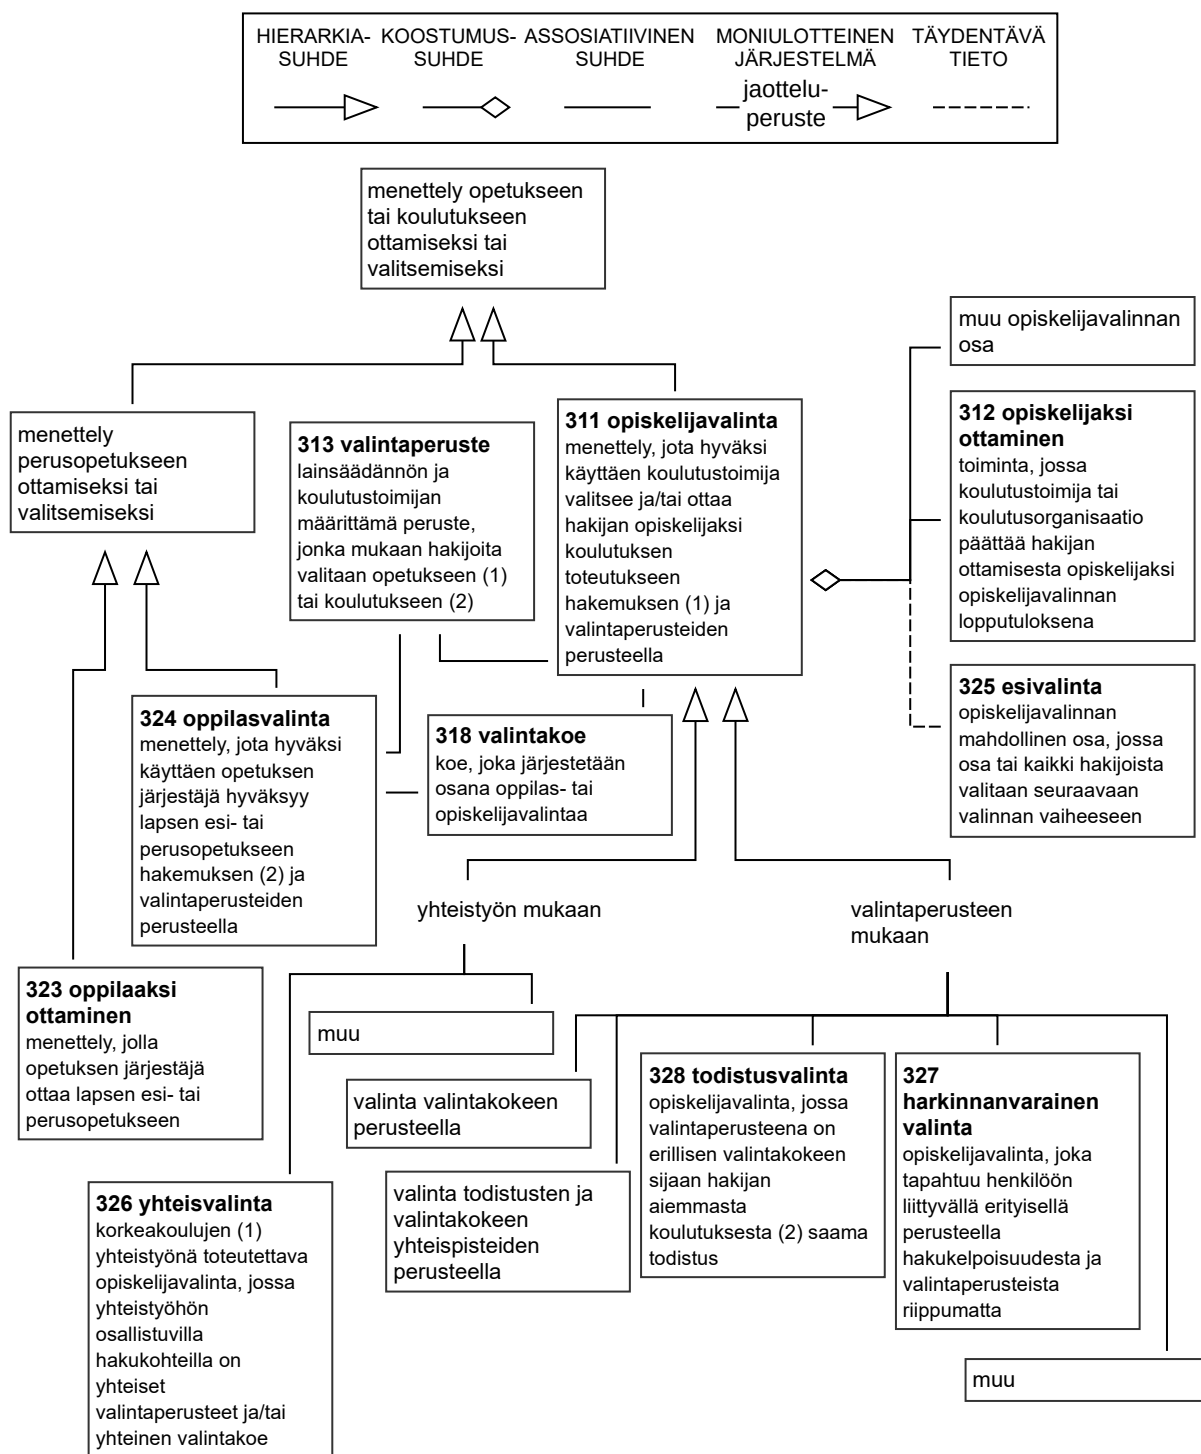 HIERARKIA-
SUHDE
KOOSTUMUS-
SUHDE
ASSOSIATIIVINEN
SUHDE
MONIULOTTEINEN
JÄRJESTELMÄ
TÄYDENTÄVÄ
TIETO
jaottelu-
peruste
menettely opetukseen
tai koulutukseen
ottamiseksi tai
valitsemiseksi
muu opiskelijavalinnan
osa
menettely
perusopetukseen
ottamiseksi tai
valitsemiseksi
313 valintaperuste
lainsäädännön ja
koulutustoimijan
määrittämä peruste,
jonka mukaan hakijoita
valitaan opetukseen (1)
tai koulutukseen (2)
311 opiskelijavalinta
menettely, jota hyväksi
käyttäen koulutustoimija
valitsee ja/tai ottaa
hakijan opiskelijaksi
koulutuksen
toteutukseen
hakemuksen (1) ja
valintaperusteiden
perusteella
312 opiskelijaksi
ottaminen
toiminta, jossa
koulutustoimija tai
koulutusorganisaatio
päättää hakijan
ottamisesta opiskelijaksi
opiskelijavalinnan
lopputuloksena
325 esivalinta
opiskelijavalinnan
mahdollinen osa, jossa
osa tai kaikki hakijoista
valitaan seuraavaan
valinnan vaiheeseen
324 oppilasvalinta
menettely, jota hyväksi
käyttäen opetuksen
järjestäjä hyväksyy
lapsen esi- tai
perusopetukseen
hakemuksen (2) ja
valintaperusteiden
perusteella
318 valintakoe
koe, joka järjestetään
osana oppilas- tai
opiskelijavalintaa
yhteistyön mukaan
valintaperusteen
mukaan
323 oppilaaksi
ottaminen
menettely, jolla
opetuksen järjestäjä
ottaa lapsen esi- tai
perusopetukseen
muu
valinta valintakokeen
perusteella
328 todistusvalinta
opiskelijavalinta, jossa
valintaperusteena on
erillisen valintakokeen
sijaan hakijan
aiemmasta
koulutuksesta (2) saama
todistus
327
harkinnanvarainen
valinta
opiskelijavalinta, joka
tapahtuu henkilöön
liittyvällä erityisellä
perusteella
hakukelpoisuudesta ja
valintaperusteista
riippumatta
valinta todistusten ja
valintakokeen
yhteispisteiden
perusteella
326 yhteisvalinta
korkeakoulujen (1)
yhteistyönä toteutettava
opiskelijavalinta, jossa
yhteistyöhön
osallistuvilla
hakukohteilla on
yhteiset
valintaperusteet ja/tai
yhteinen valintakoe
muu